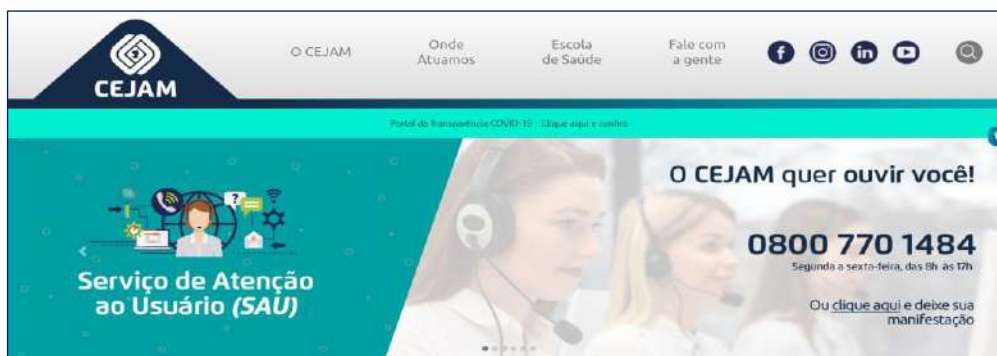 CEJAM
O CEJAM
Onde
Atuamos
Escola
de Saúde
Fale com
a gente
Portal da Transparência COVID-19 - Clique aqui e confira
O CEJAM quer ouvir você!
0800 770 1484
Segunda a sexta-feira, das 8h às 17h
Ou clique aqui e deixe sua
manifestação
Serviço de Atenção
ao Usuário (SAU)